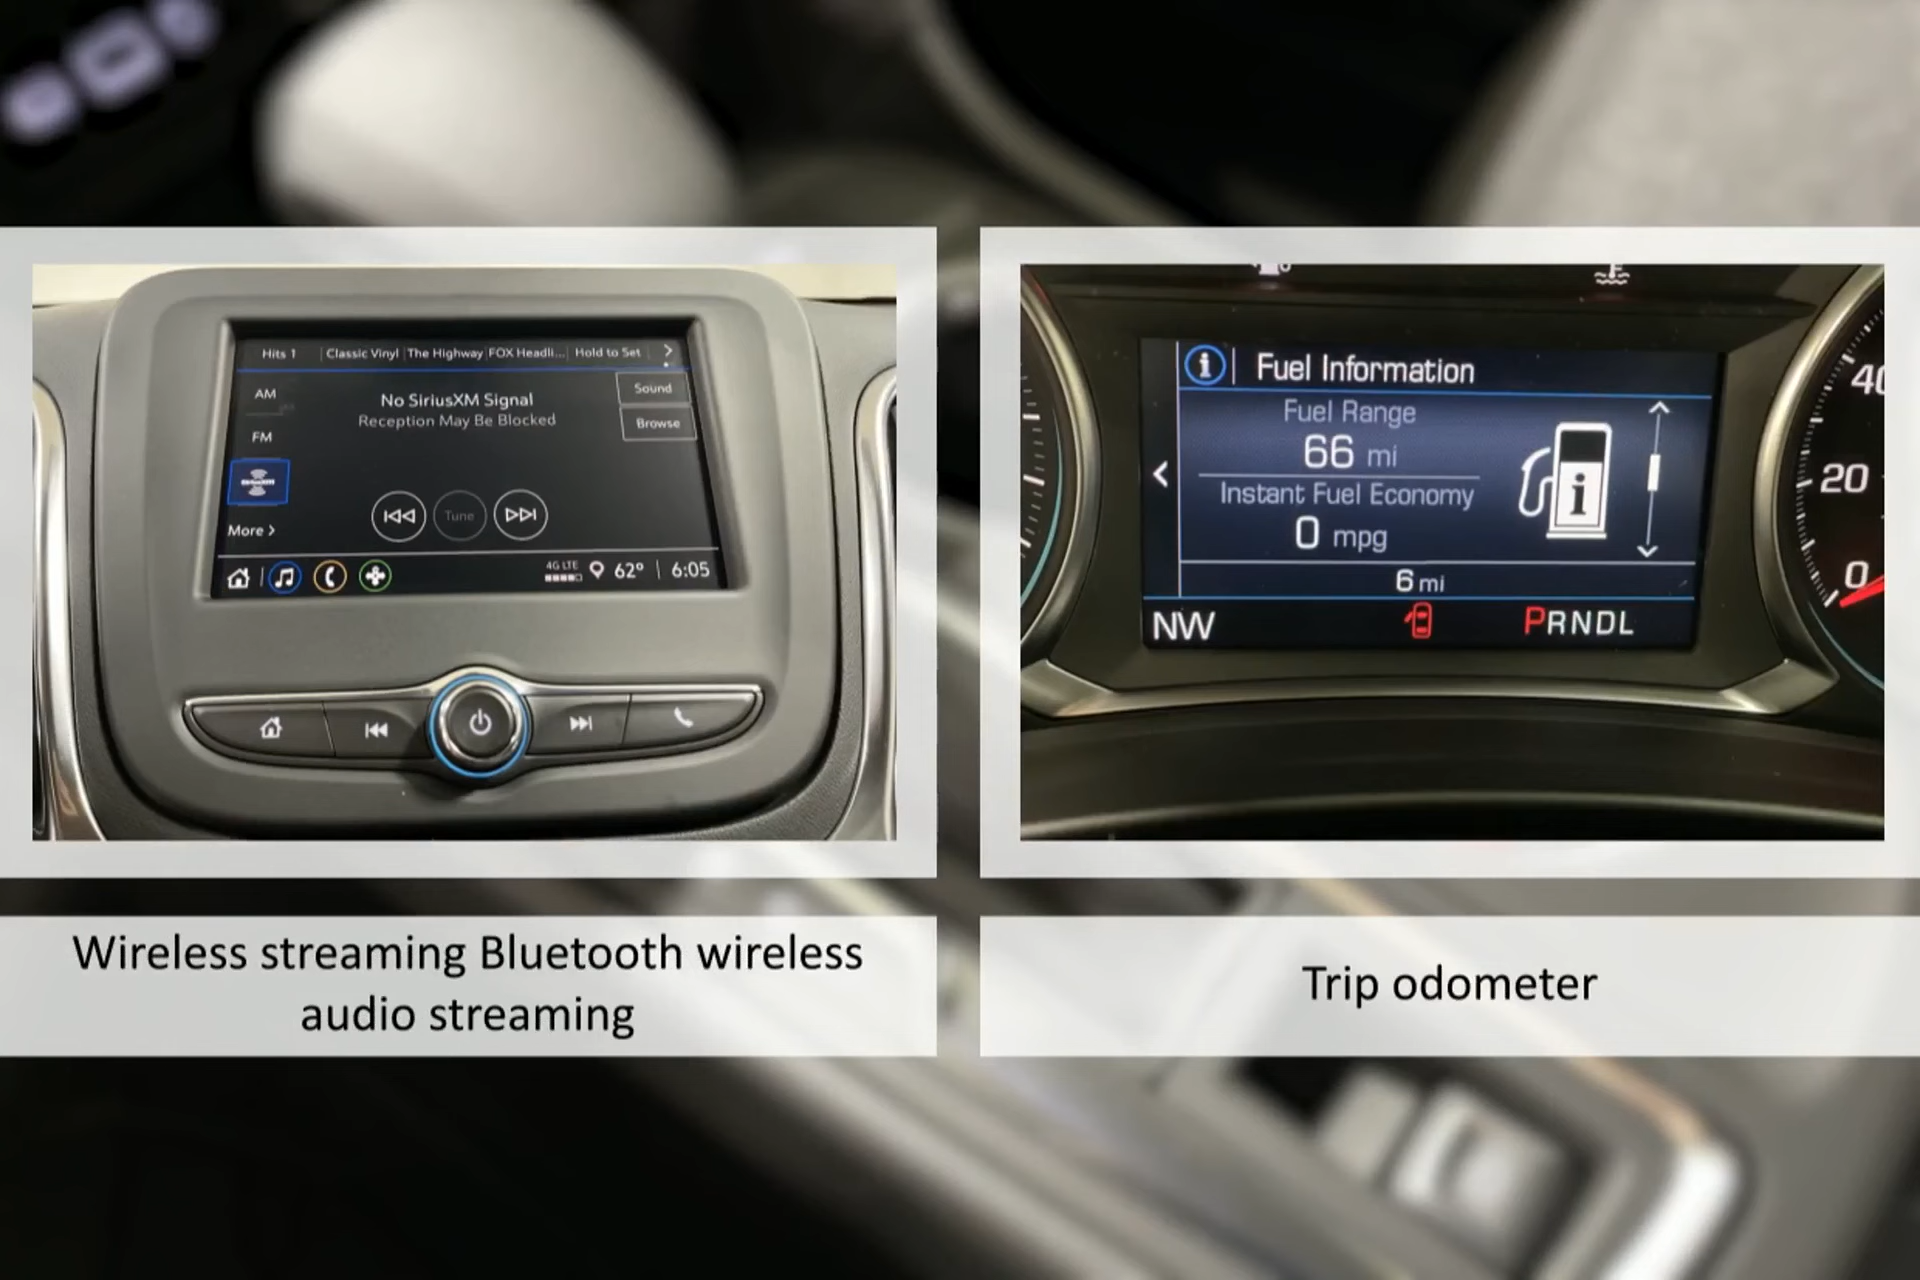 Hits 1 Classic Vinyl The Highway FOX Headli... Hold to Set
AM
No SiriusXM Signal
Sound
Reception May Be Blocked
Browse
FM
Tune
More >
4G LTE
62° 6:05
Fuel Information
Fuel Range
66 mi
Instant Fuel Economy
0 mpg
6 mi
NW PRNDL
40
20
0
Wireless streaming Bluetooth wireless
audio streaming
Trip odometer